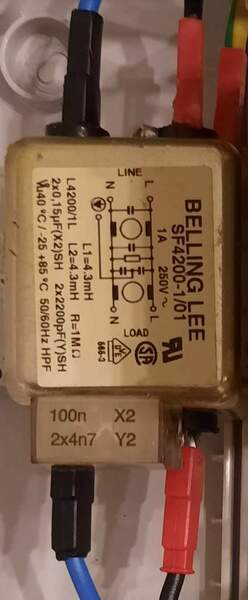 BELLING LEE
SF4200-1/01
1A 250V~
LINE
N L
N L
LOAD
L4200/1L L1=4.3mH L2=4.3mH R=1MΩ
2x0,15µF(X2)SH 2x2200pF(Y)SH
40°C/-25 +85°C 50/60Hz HPF
100n X2
2x4n7 Y2